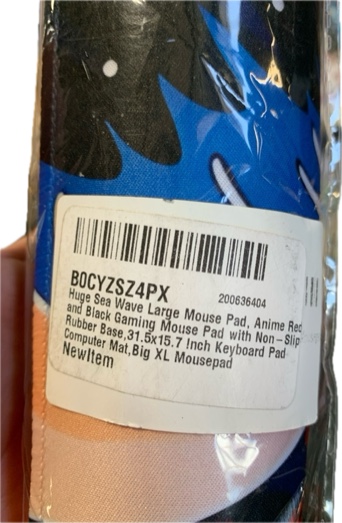 B0CYZSZ4PX 200636404
Huge Sea Wave Large Mouse Pad, Anime Red
and Black Gaming Mouse Pad with Non-Slip
Rubber Base,31.5x15.7 Inch Keyboard Pad
Computer Mat,Big XL Mousepad
NewItem